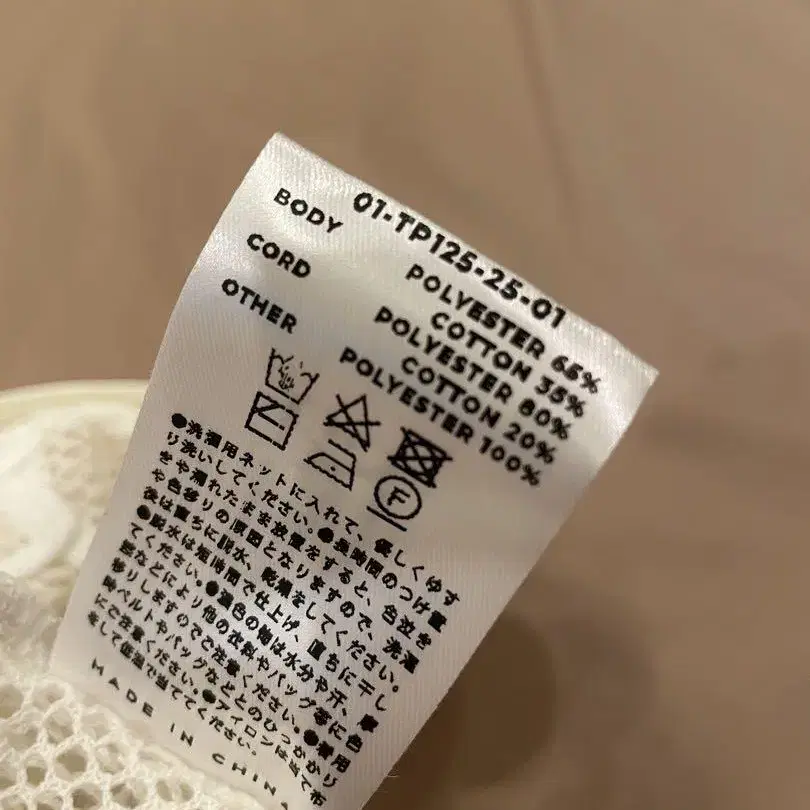 01-TP125-25-01
BODY POLYESTER 65%
COTTON 35%
CORD POLYESTER 80%
COTTON 20%
OTHER POLYESTER 100%
F
●洗濯用ネットに入れて、優しくゆす
り洗いしてください。●長時間のつけ置
きや濡れたまま放置をすると、色泣き
や色移りの原因となりますので、洗濯
後は直ちに脱水、乾燥をしてください。
●脱水は短時間で仕上げ、直ちに干し
てください。●濃色の物は水分や汗、摩
擦などにより他の衣料やバッグ等に色
移りしますのでご注意ください。●着用
時ベルトやバッグなどとのひっかかり
にご注意ください。●アイロンは当て布
をして低温で当ててください。
MADE IN CHINA